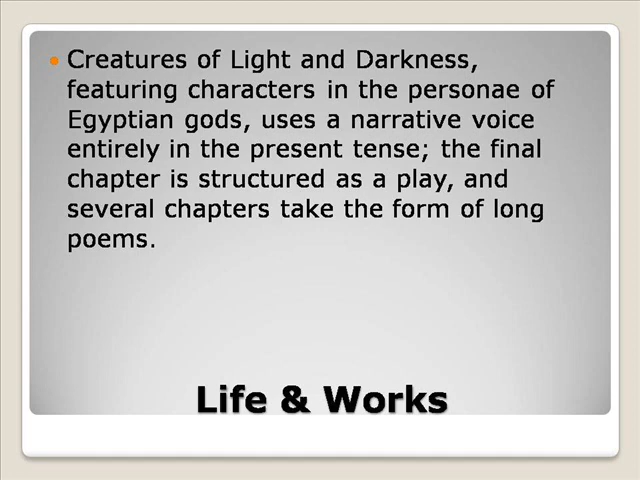 • Creatures of Light and Darkness,
featuring characters in the personae of
Egyptian gods, uses a narrative voice
entirely in the present tense; the final
chapter is structured as a play, and
several chapters take the form of long
poems.
Life & Works